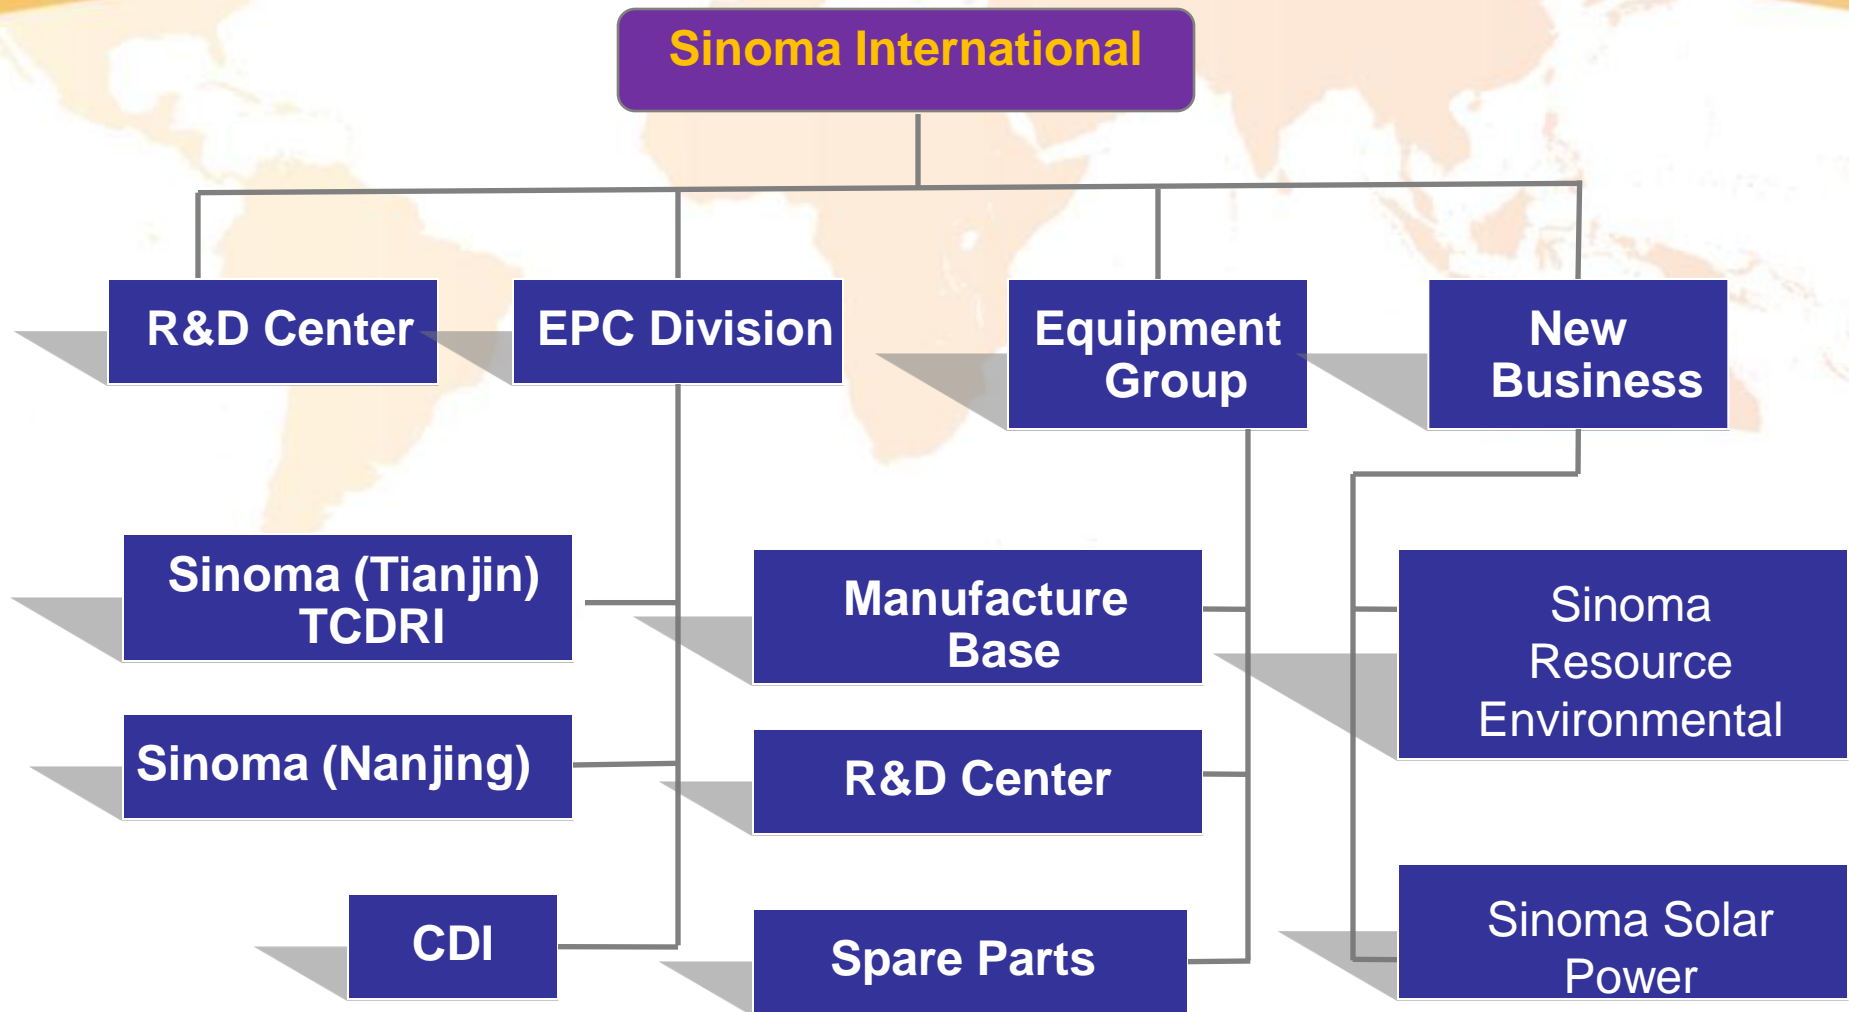 Sinoma International
R&D Center
EPC Division
Equipment
Group
New
Business
Sinoma (Tianjin)
TCDRI
Sinoma (Nanjing)
CDI
Manufacture
Base
R&D Center
Spare Parts
Sinoma
Resource
Environmental
Sinoma Solar
Power